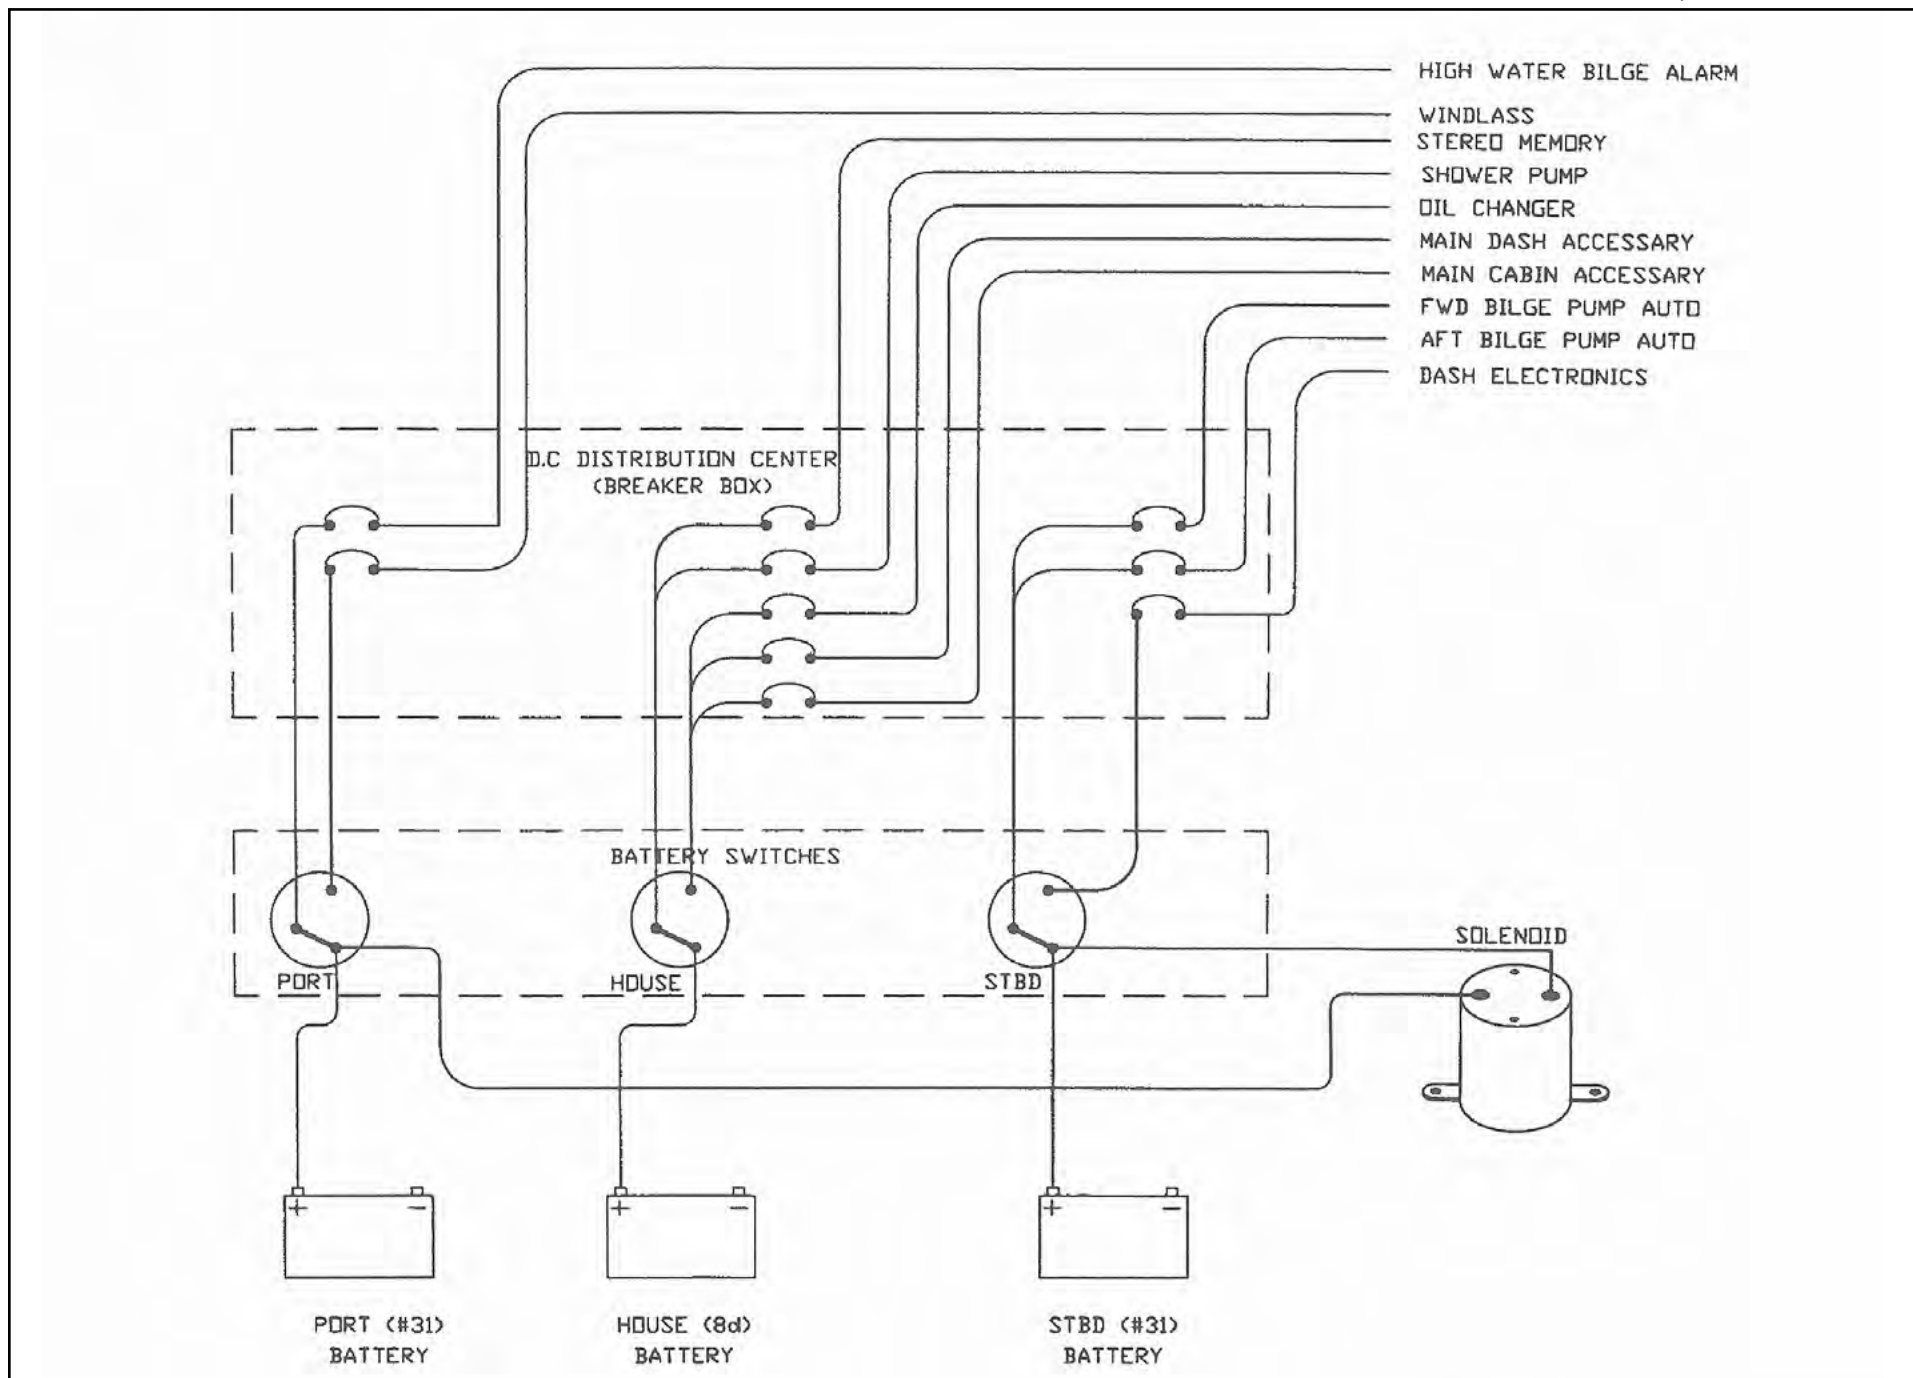 HIGH WATER BILGE ALARM
WINDLASS
STEREO MEMORY
SHOWER PUMP
OIL CHANGER
MAIN DASH ACCESSARY
MAIN CABIN ACCESSARY
FWD BILGE PUMP AUTO
AFT BILGE PUMP AUTO
DASH ELECTRONICS
D.C DISTRIBUTION CENTER
(BREAKER BOX)
BATTERY SWITCHES
SOLENOID
PORT
HOUSE
STBD
+ −
+ −
+ −
PORT (#31)
BATTERY
HOUSE (8d)
BATTERY
STBD (#31)
BATTERY